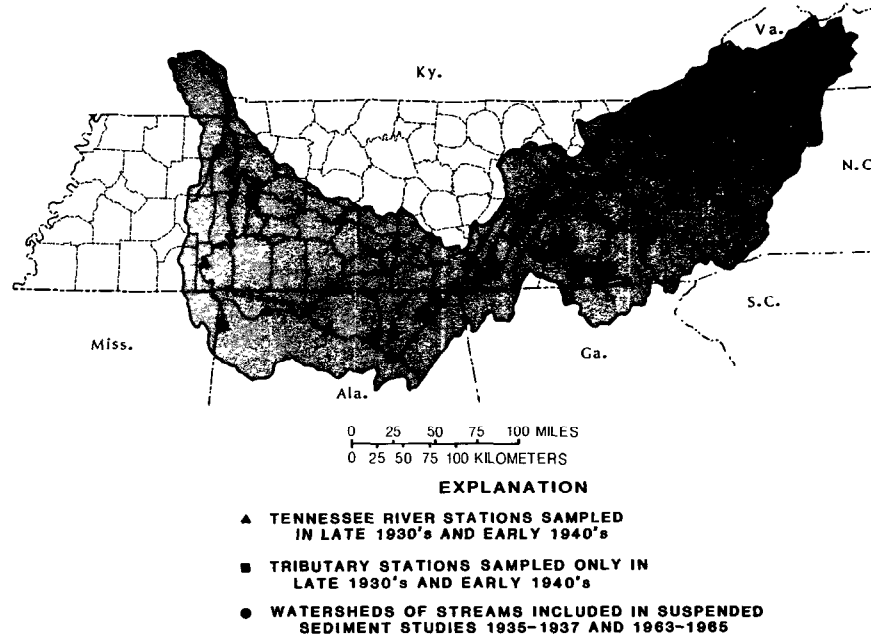 Va.
Ky.
N.C
S.C.
Miss.
Ga.
Ala.
0 25 50 75 100 MILES
0 25 50 75 100 KILOMETERS
EXPLANATION
TENNESSEE RIVER STATIONS SAMPLED
IN LATE 1930's AND EARLY 1940's
TRIBUTARY STATIONS SAMPLED ONLY IN
LATE 1930's AND EARLY 1940's
WATERSHEDS OF STREAMS INCLUDED IN SUSPENDED
SEDIMENT STUDIES 1935-1937 AND 1963-1965